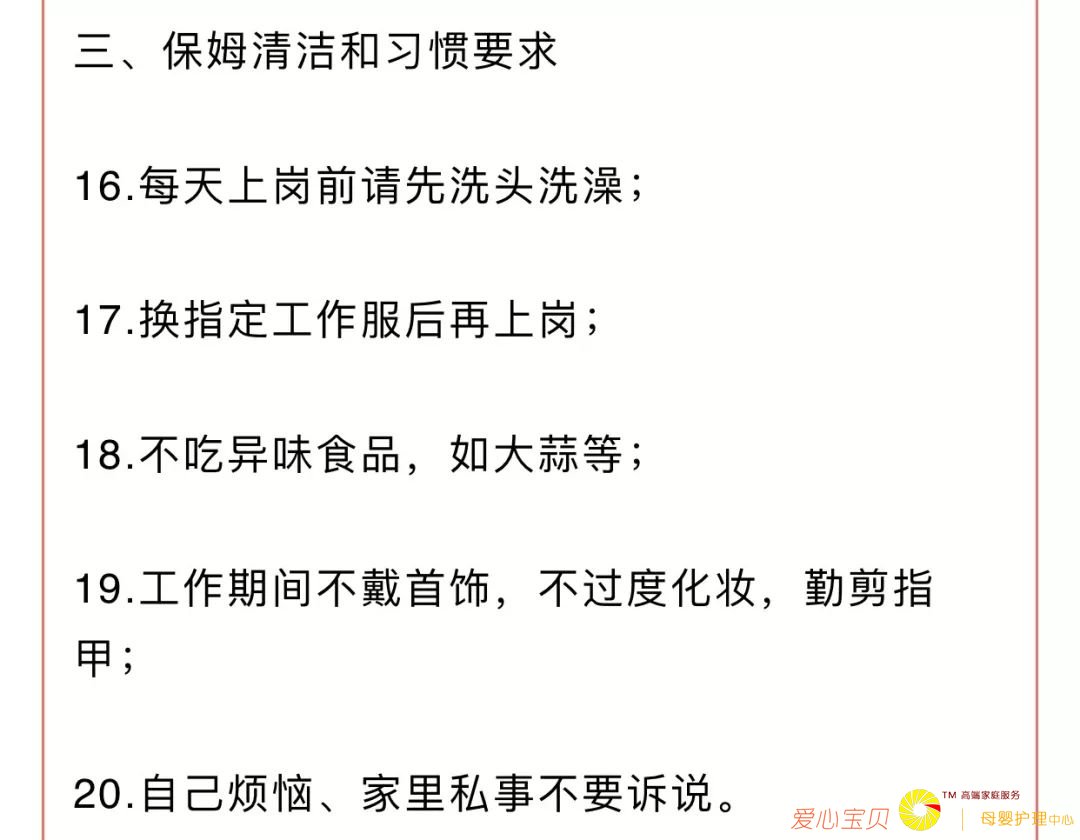 三、保姆清洁和习惯要求
16.每天上岗前请先洗头洗澡；
17.换指定工作服后再上岗；
18.不吃异味食品，如大蒜等；
19.工作期间不戴首饰，不过度化妆，勤剪指
甲；
20.自己烦恼、家里私事不要诉说。
爱心宝贝 TM 高端家庭服务
母婴护理中心